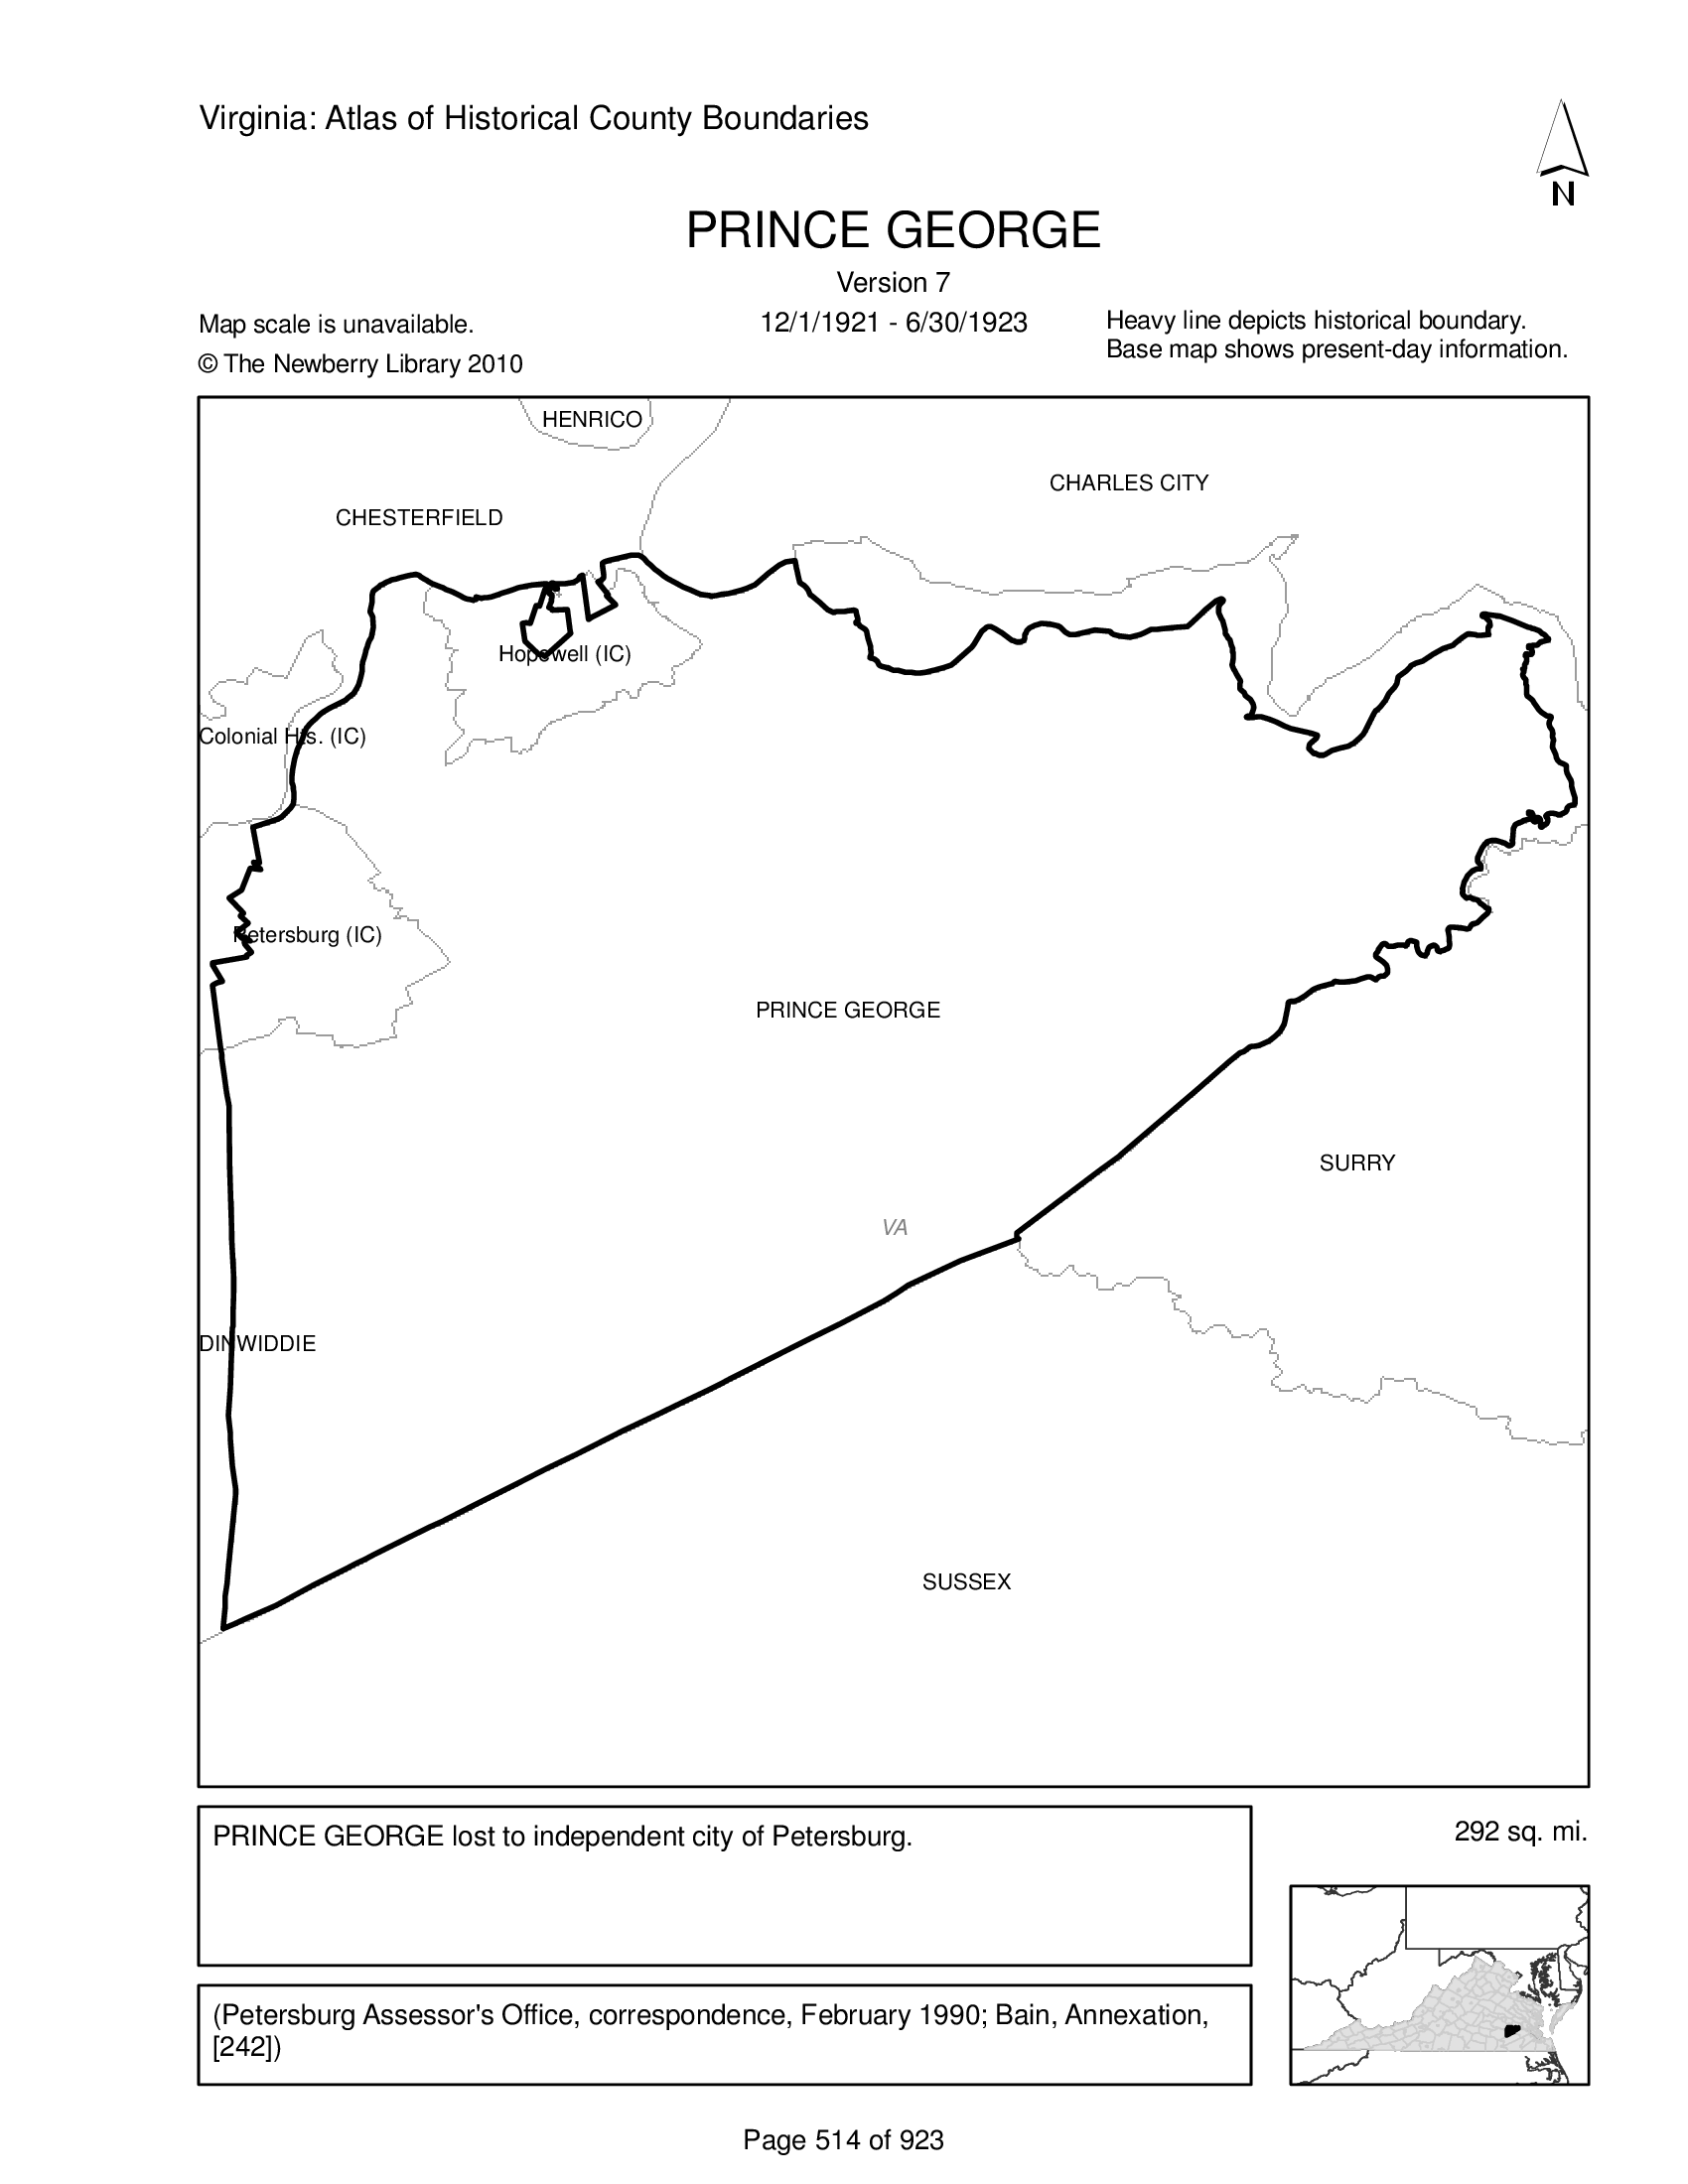 Virginia: Atlas of Historical County Boundaries
N
PRINCE GEORGE
Version 7
Map scale is unavailable.
12/1/1921 - 6/30/1923
Heavy line depicts historical boundary.
Base map shows present-day information.
© The Newberry Library 2010
HENRICO
CHARLES CITY
CHESTERFIELD
Hopewell (IC)
Colonial Hts. (IC)
Petersburg (IC)
PRINCE GEORGE
SURRY
VA
DINWIDDIE
SUSSEX
PRINCE GEORGE lost to independent city of Petersburg.
292 sq. mi.
(Petersburg Assessor's Office, correspondence, February 1990; Bain, Annexation,
[242])
Page 514 of 923